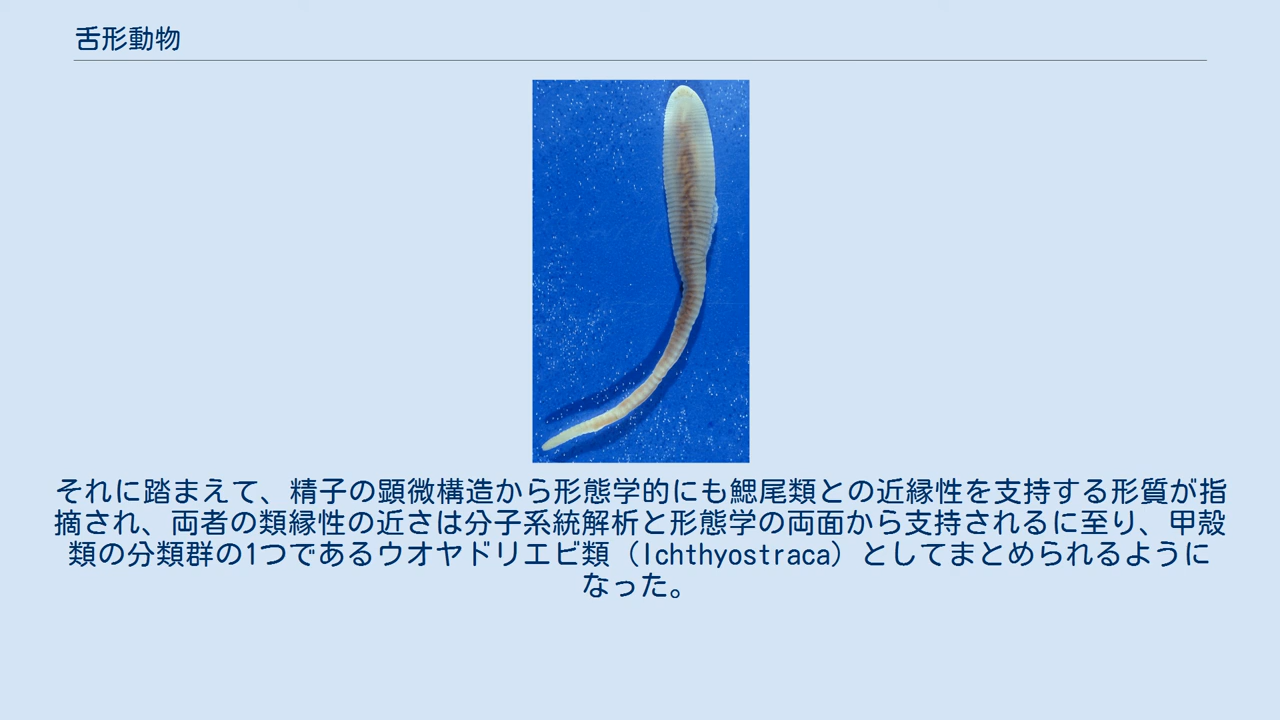 舌形動物
それに踏まえて、精子の顕微構造から形態学的にも鰓尾類との近縁性を支持する形質が指
摘され、両者の類縁性の近さは分子系統解析と形態学の両面から支持されるに至り、甲殻
類の分類群の1つであるウオヤドリエビ類（Ichthyostraca）としてまとめられるように
なった。